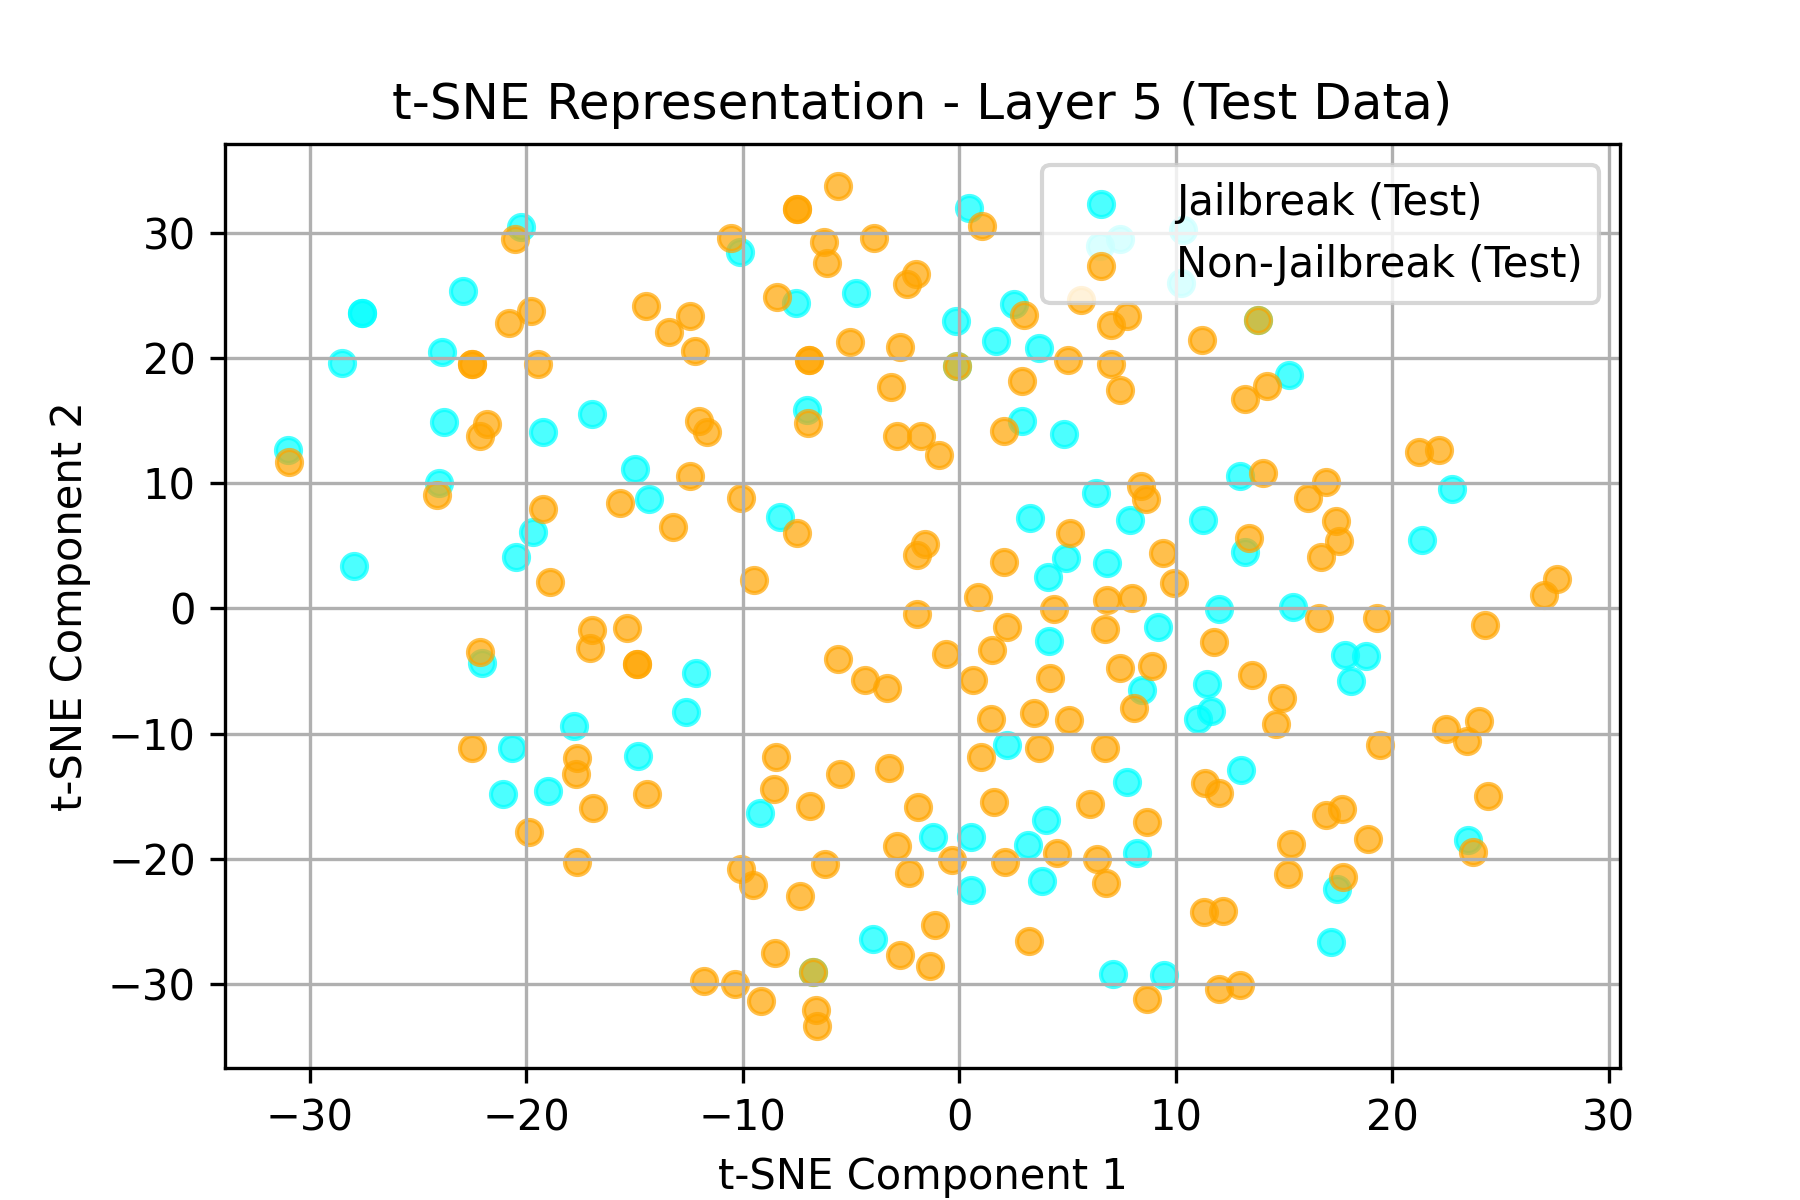 t-SNE Representation - Layer 5 (Test Data)
Jailbreak (Test)
Non-Jailbreak (Test)
t-SNE Component 2
30
20
10
0
−10
−20
−30
−30
−20
−10
0
10
20
30
t-SNE Component 1